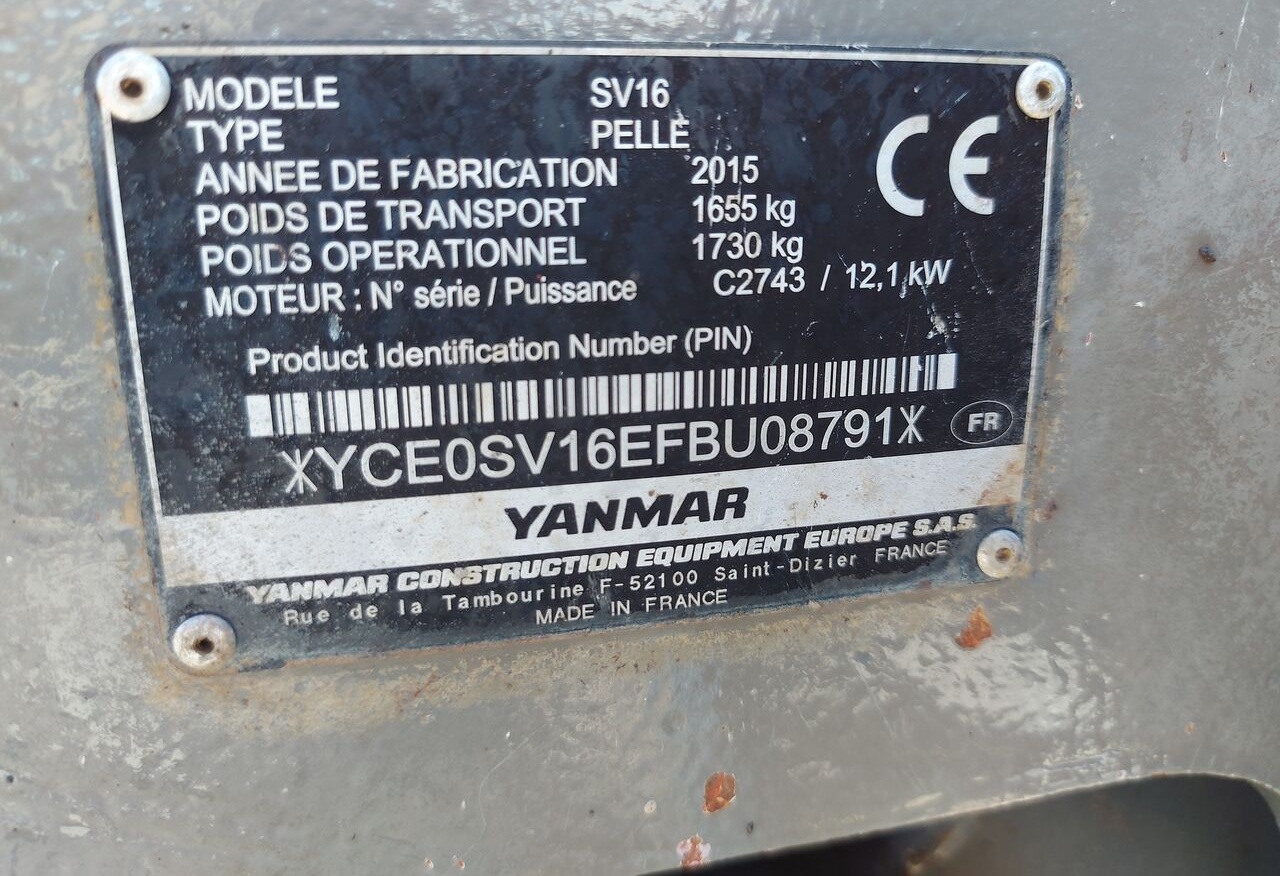 MODELE SV16
TYPE PELLE
ANNEE DE FABRICATION 2015
POIDS DE TRANSPORT 1655 kg
POIDS OPERATIONNEL 1730 kg
MOTEUR : N° série / Puissance C2743 / 12,1 kW
CE
Product Identification Number (PIN)
*YCE0SV16EFBU08791*
FR
YANMAR
YANMAR CONSTRUCTION EQUIPMENT EUROPE S.A.S.
Rue de la Tambourine F-52100 Saint-Dizier FRANCE
MADE IN FRANCE